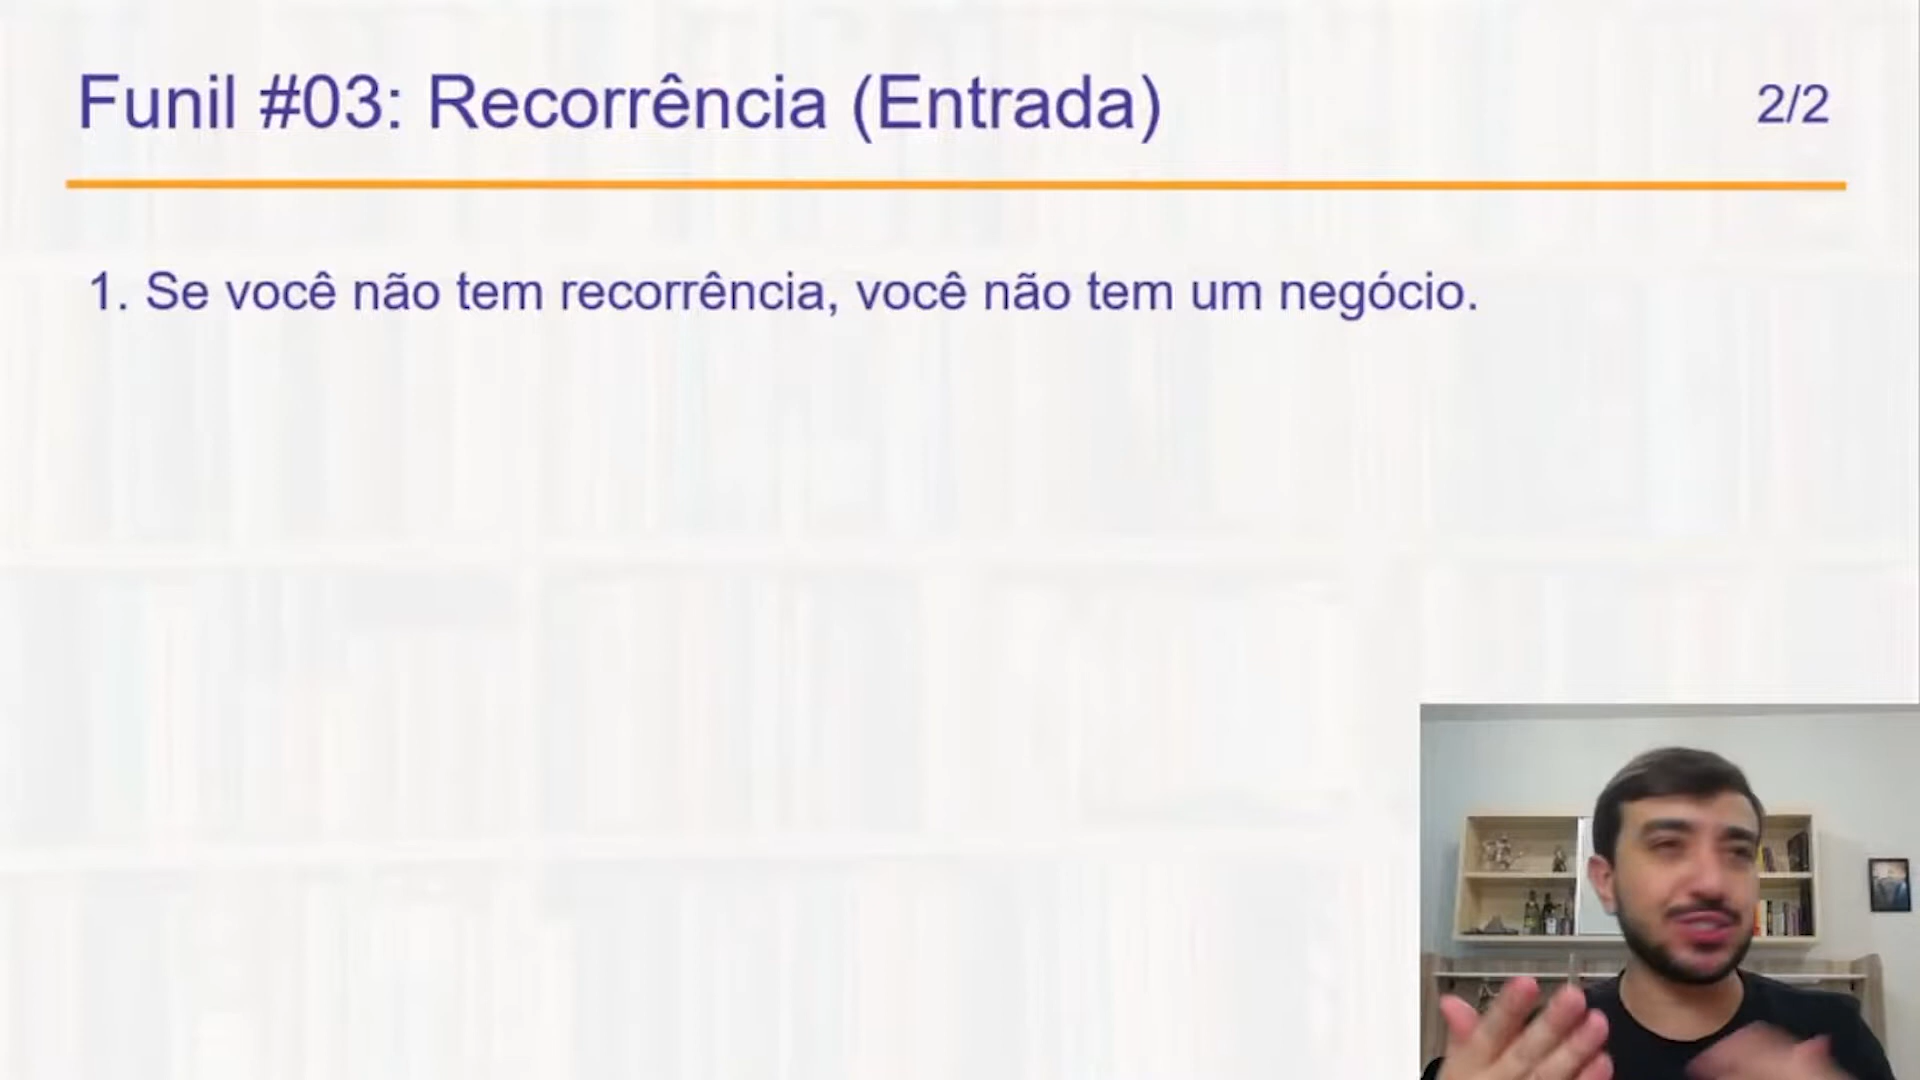 Funil #03: Recorrência (Entrada)
2/2
1. Se você não tem recorrência, você não tem um negócio.